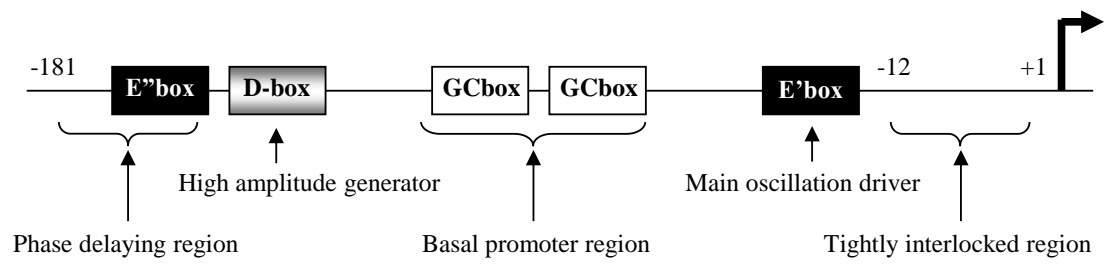 -181 -12 +1
E”box D-box GCbox GCbox E'box
High amplitude generator Main oscillation driver
Phase delaying region Basal promoter region Tightly interlocked region